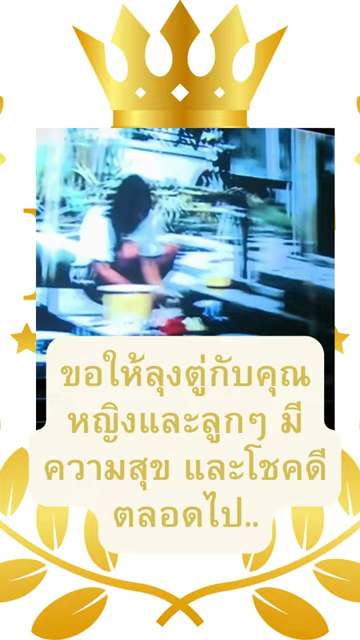 ขอให้ลุงตู่กับคุณ
หญิงและลูกๆ มี
ความสุข และโชคดี
ตลอดไป..